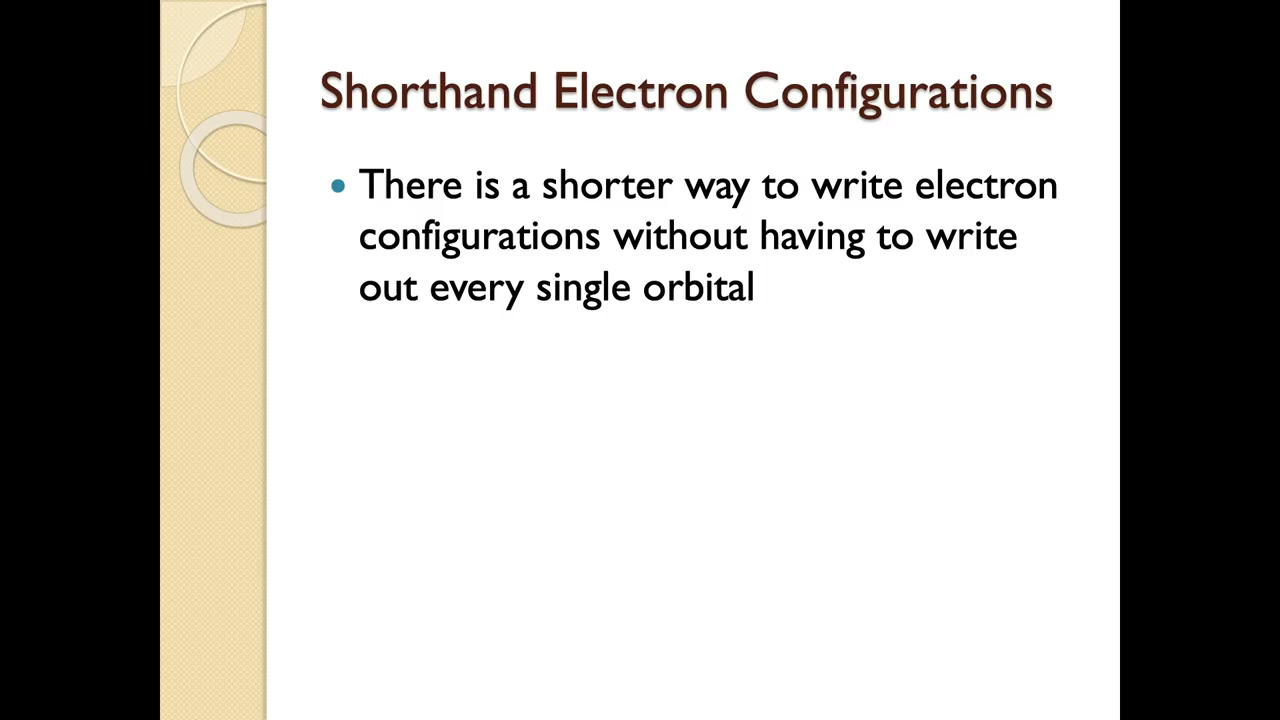 Shorthand Electron Configurations
• There is a shorter way to write electron
configurations without having to write
out every single orbital